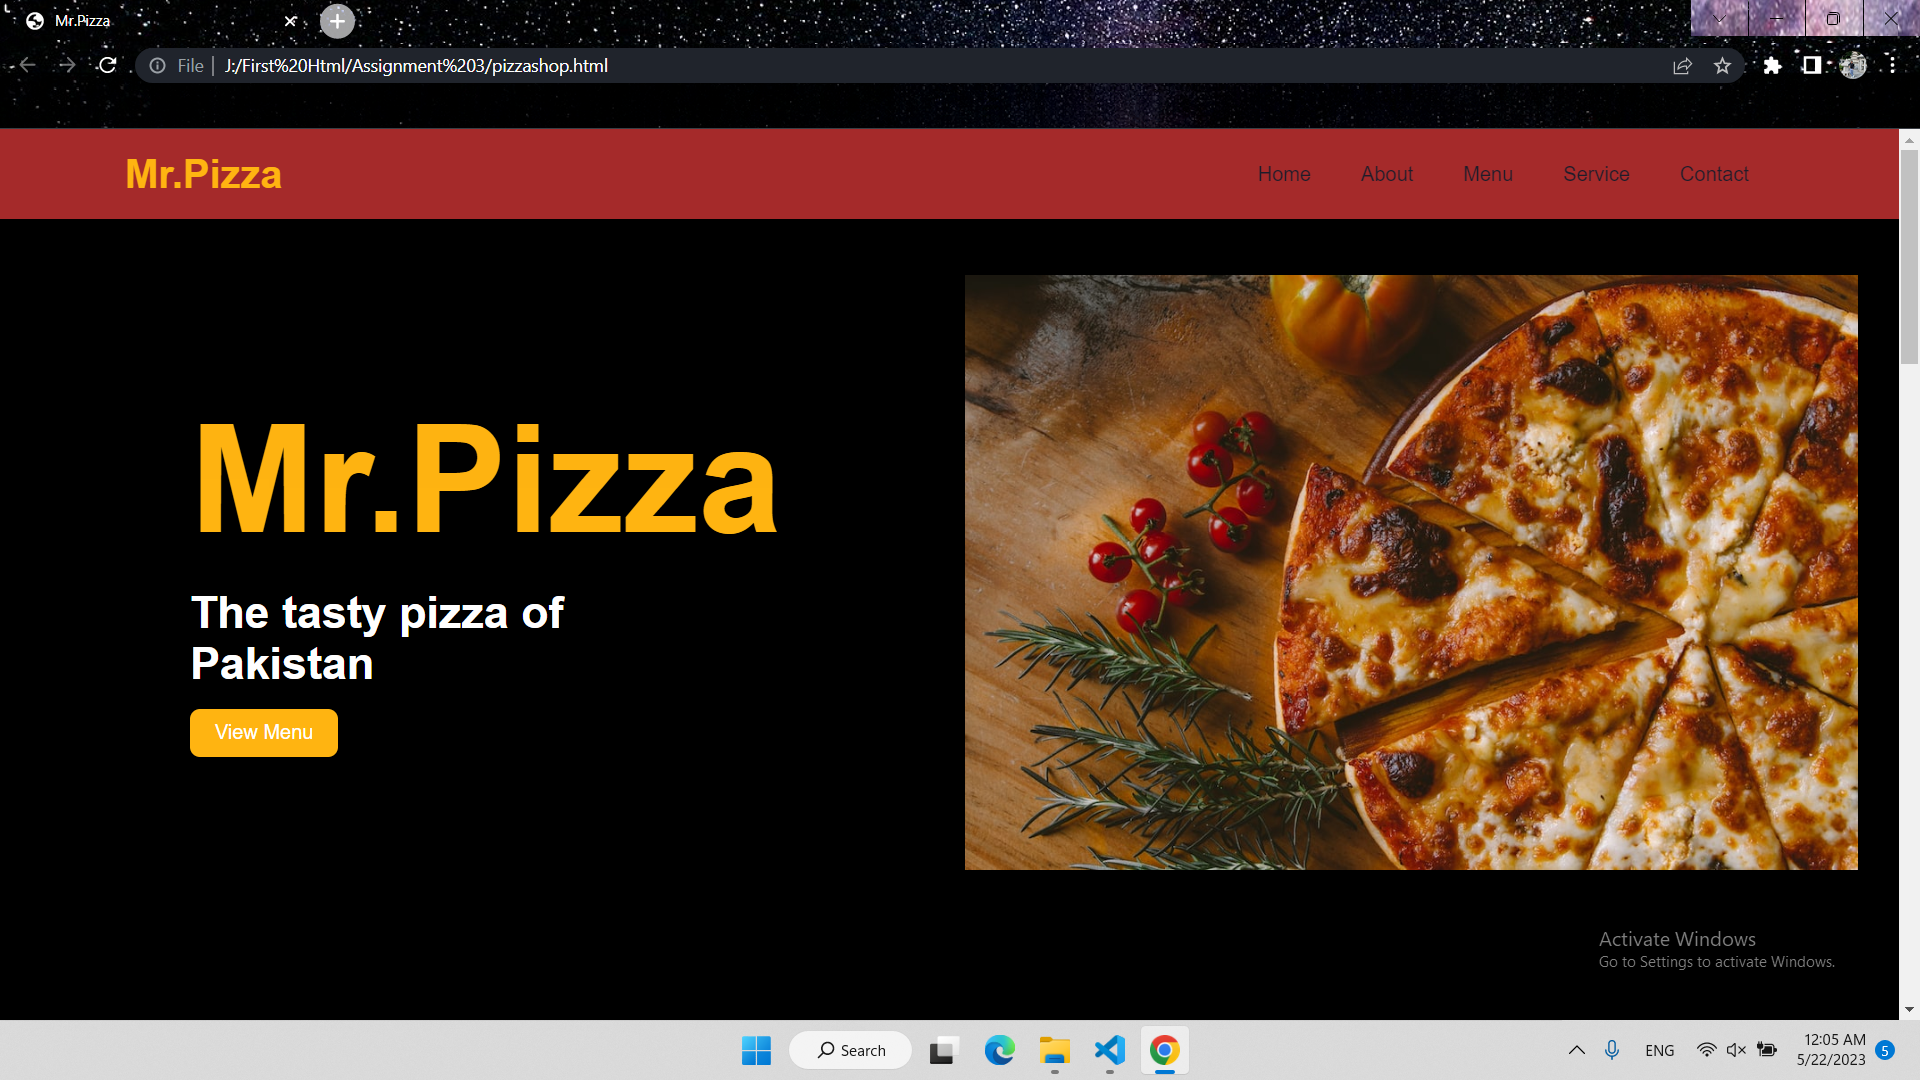 Mr.Pizza
File | J:/First%20Html/Assignment%203/pizzashop.html
Mr.Pizza
Home About Menu Service Contact
Mr.Pizza
The tasty pizza of
Pakistan
View Menu
Activate Windows
Go to Settings to activate Windows.
Search
ENG
12:05 AM
5/22/2023
5